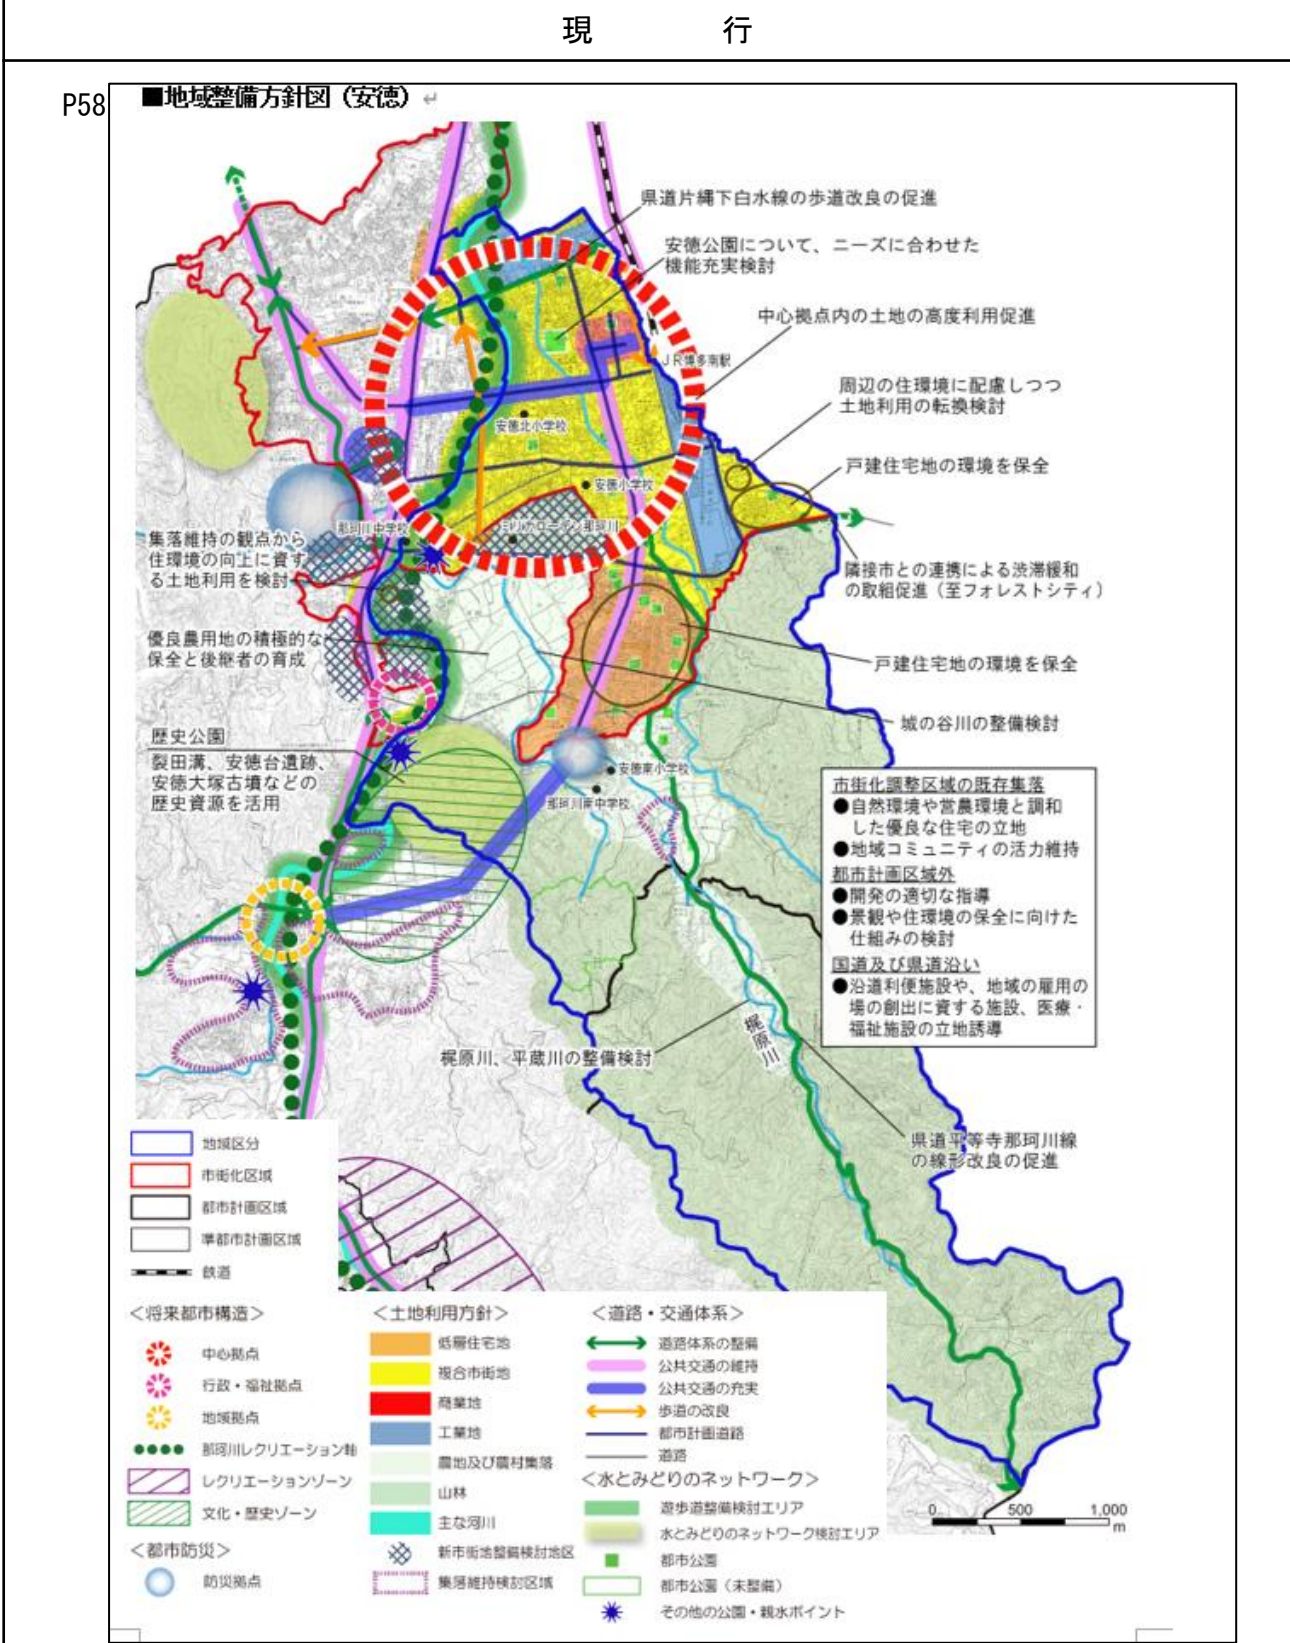 現　　　行
P58
■地域整備方針図（安徳）
県道片縄下白水線の歩道改良の促進
安徳公園について、ニーズに合わせた
機能充実検討
中心拠点内の土地の高度利用促進
ＪＲ博多南駅
周辺の住環境に配慮しつつ
土地利用の転換検討
安徳北小学校
戸建住宅地の環境を保全
安徳小学校
那珂川中学校
ミリカローデン那珂川
集落維持の観点から
住環境の向上に資す
る土地利用を検討
隣接市との連携による渋滞緩和
の取組促進（至フォレストシティ）
優良農用地の積極的な
保全と後継者の育成
戸建住宅地の環境を保全
城の谷川の整備検討
歴史公園
裂田溝、安徳台遺跡、
安徳大塚古墳などの
歴史資源を活用
安徳南小学校
那珂川南中学校
市街化調整区域の既存集落
●自然環境や営農環境と調和
した優良な住宅の立地
●地域コミュニティの活力維持
都市計画区域外
●開発の適切な指導
●景観や住環境の保全に向けた
仕組みの検討
国道及び県道沿い
●沿道利便施設や、地域の雇用の
場の創出に資する施設、医療・
福祉施設の立地誘導
梶原川
梶原川、平蔵川の整備検討
県道平等寺那珂川線
の線形改良の促進
地域区分
市街化区域
都市計画区域
準都市計画区域
鉄道
＜将来都市構造＞
中心拠点
行政・福祉拠点
地域拠点
那珂川レクリエーション軸
レクリエーションゾーン
文化・歴史ゾーン
＜都市防災＞
防災拠点
＜土地利用方針＞
低層住宅地
複合市街地
商業地
工業地
農地及び農村集落
山林
主な河川
新市街地整備検討地区
集落維持検討区域
＜道路・交通体系＞
道路体系の整備
公共交通の維持
公共交通の充実
歩道の改良
都市計画道路
道路
＜水とみどりのネットワーク＞
遊歩道整備検討エリア
水とみどりのネットワーク検討エリア
都市公園
都市公園（未整備）
その他の公園・親水ポイント
0 500 1,000
m